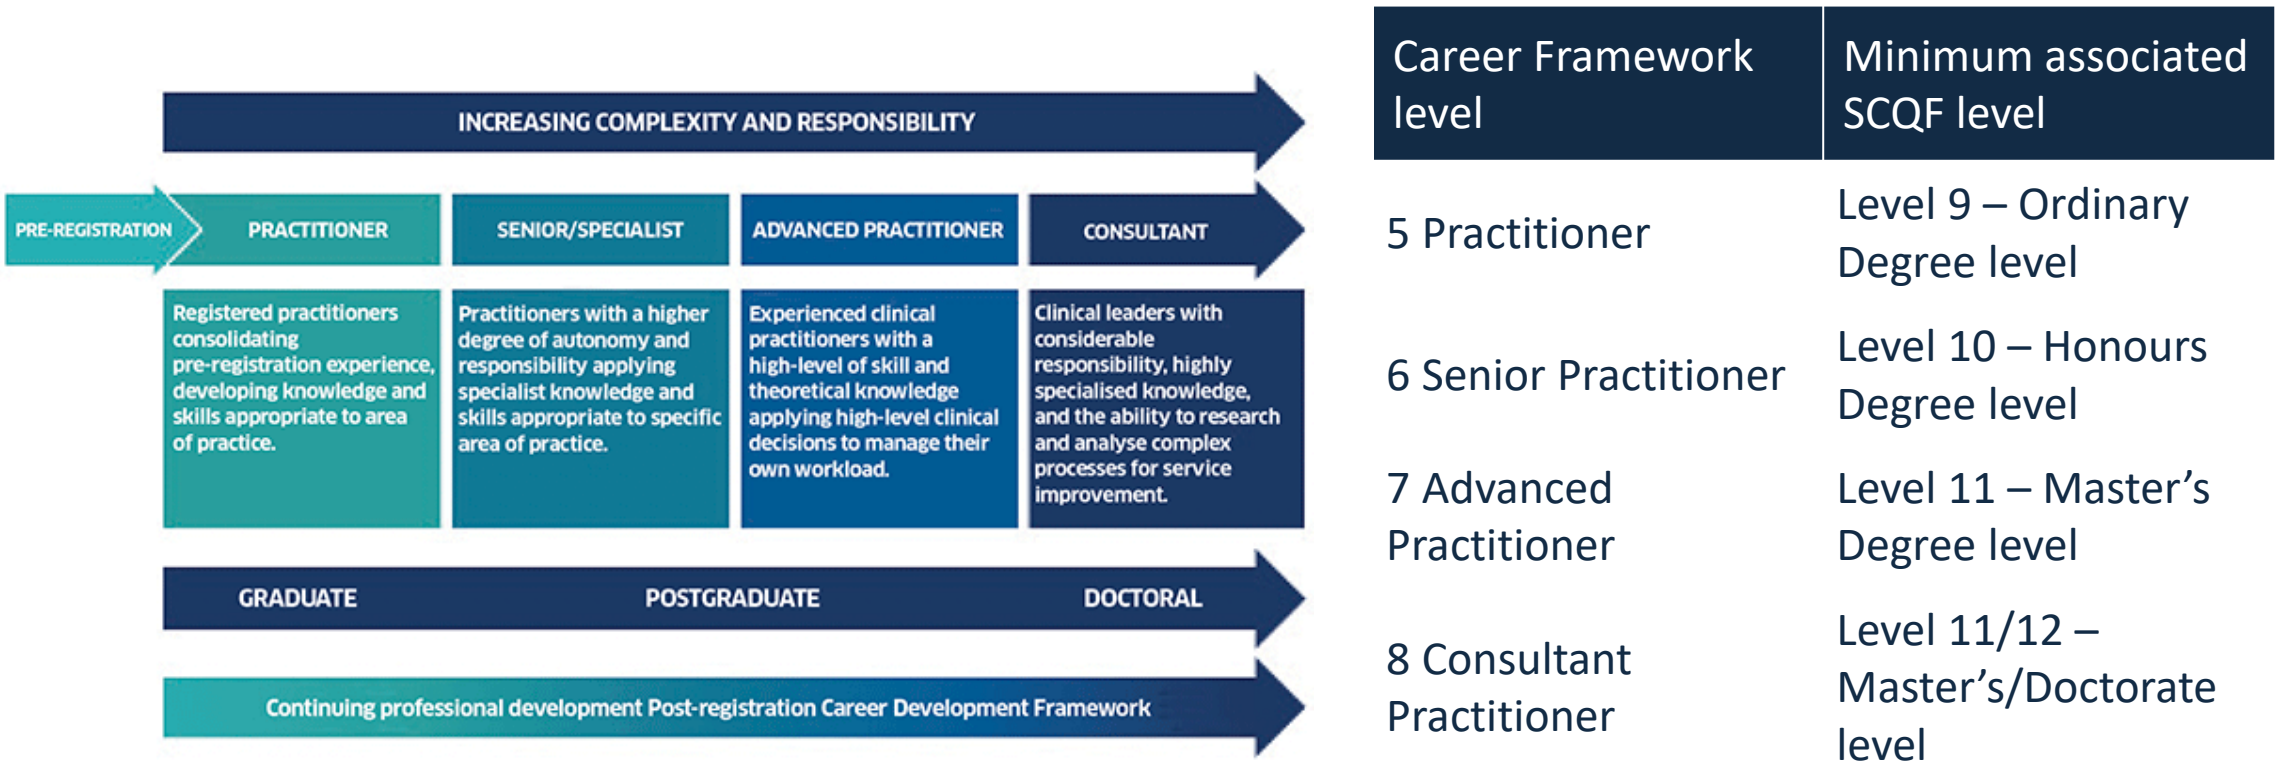 INCREASING COMPLEXITY AND RESPONSIBILITY
PRE-REGISTRATION
PRACTITIONER
SENIOR/SPECIALIST
ADVANCED PRACTITIONER
CONSULTANT
Registered practitioners
consolidating
pre-registration experience,
developing knowledge and
skills appropriate to area
of practice.
Practitioners with a higher
degree of autonomy and
responsibility applying
specialist knowledge and
skills appropriate to specific
area of practice.
Experienced clinical
practitioners with a
high-level of skill and
theoretical knowledge
applying high-level clinical
decisions to manage their
own workload.
Clinical leaders with
considerable
responsibility, highly
specialised knowledge,
and the ability to research
and analyse complex
processes for service
improvement.
GRADUATE
POSTGRADUATE
DOCTORAL
Continuing professional development Post-registration Career Development Framework
Career Framework
level
Minimum associated
SCQF level
5 Practitioner
Level 9 – Ordinary
Degree level
6 Senior Practitioner
Level 10 – Honours
Degree level
7 Advanced
Practitioner
Level 11 – Master’s
Degree level
8 Consultant
Practitioner
Level 11/12 –
Master’s/Doctorate
level